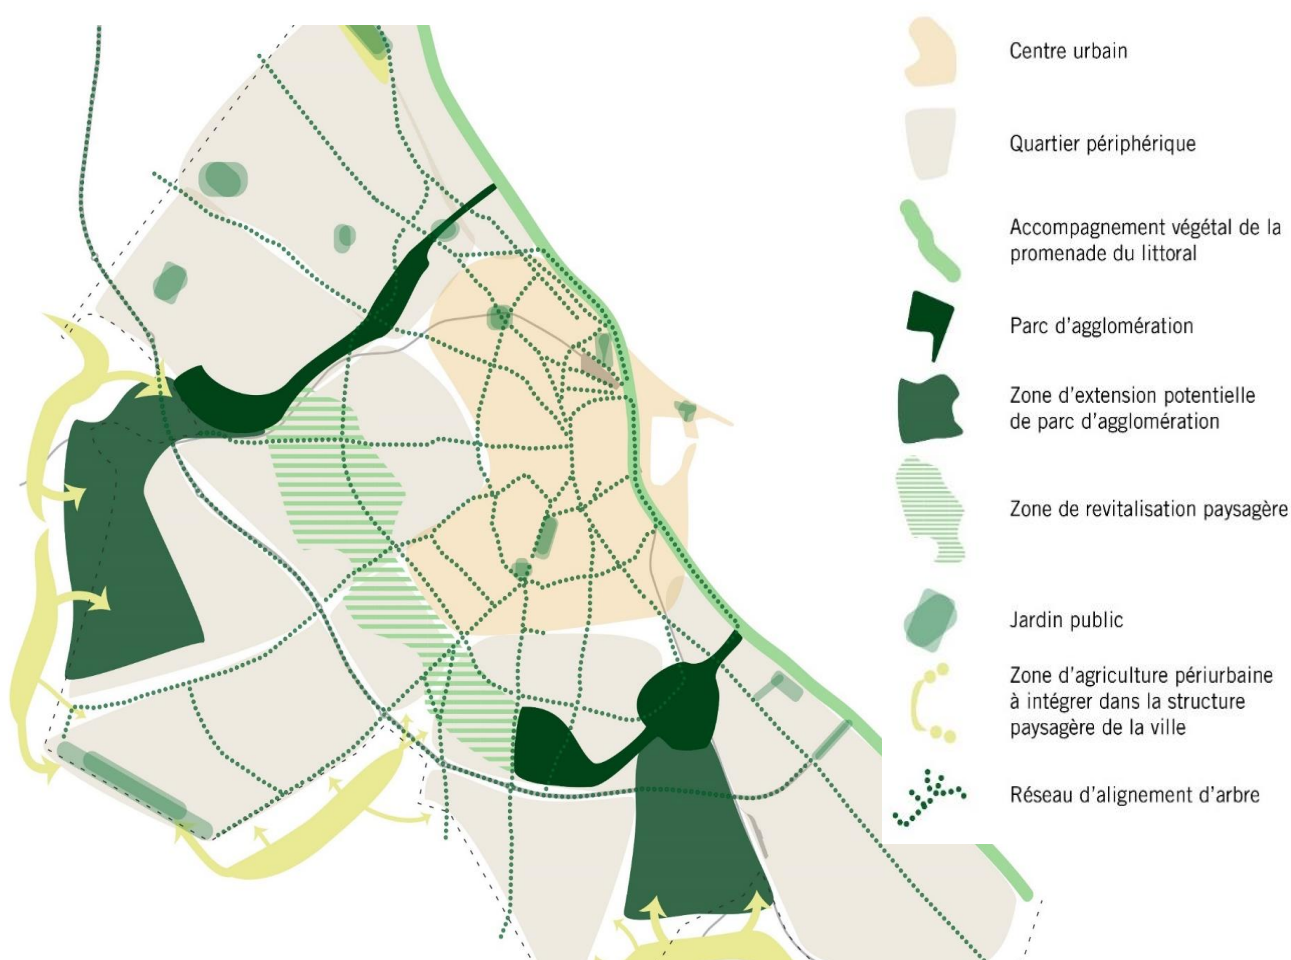 Centre urbain
Quartier périphérique
Accompagnement végétal de la
promenade du littoral
Parc d'agglomération
Zone d'extension potentielle
de parc d'agglomération
Zone de revitalisation paysagère
Jardin public
Zone d'agriculture périurbaine
à intégrer dans la structure
paysagère de la ville
Réseau d'alignement d'arbre